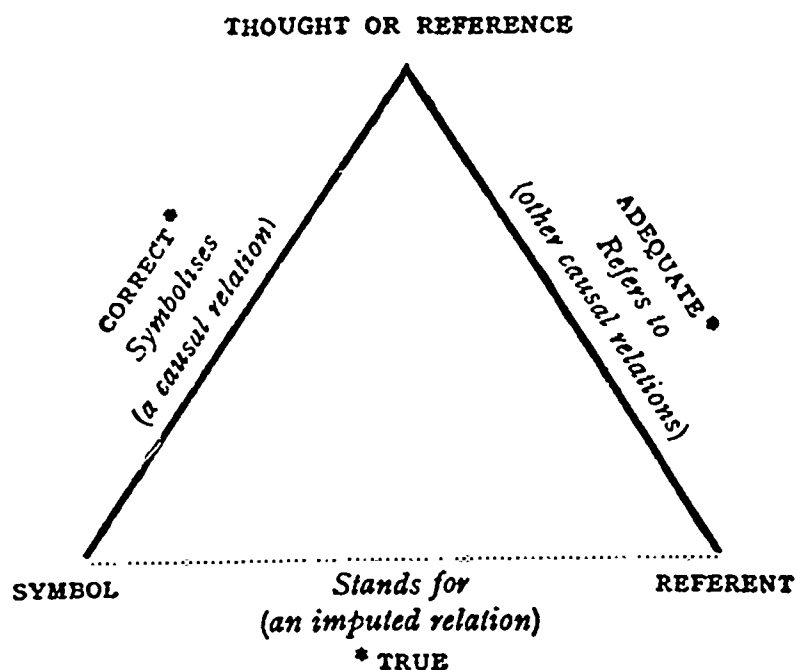 THOUGHT OR REFERENCE
CORRECT*
Symbolises
(a causal relation)
ADEQUATE*
Refers to
(other causal relations)
SYMBOL
Stands for
(an imputed relation)
* TRUE
REFERENT